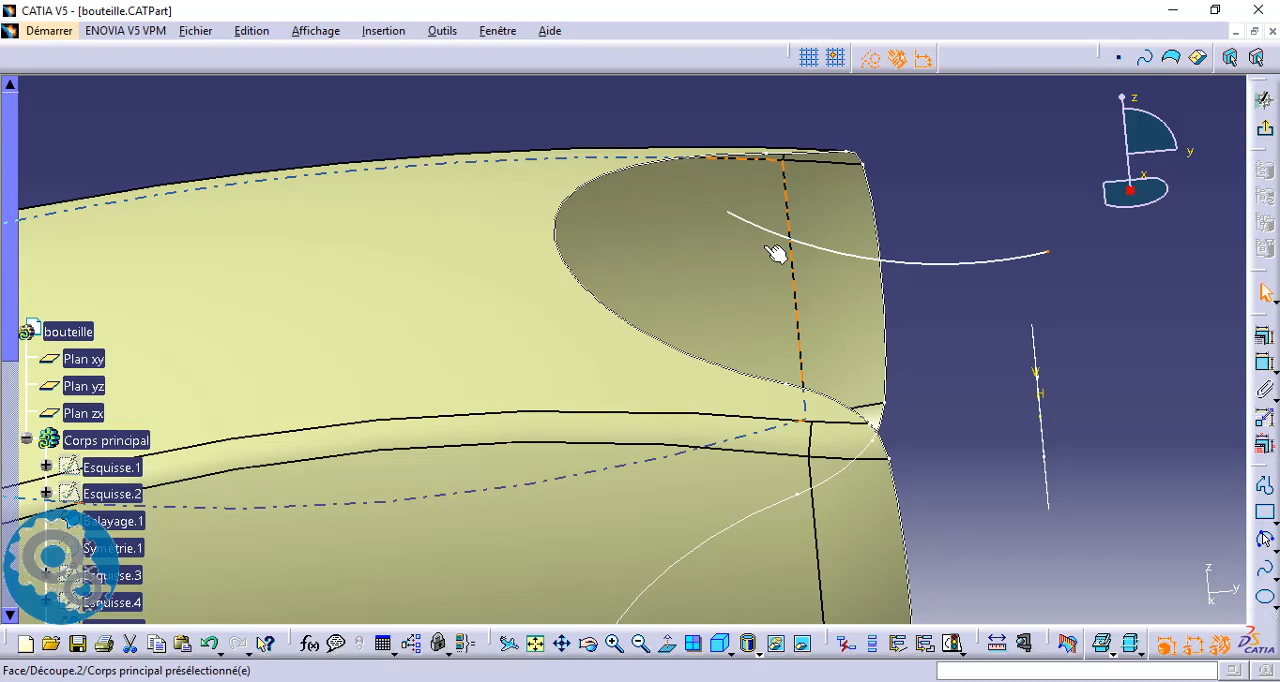 CATIA V5 - [bouteille.CATPart]
Démarrer ENOVIA V5 VPM Fichier Edition Affichage Insertion Outils Fenêtre Aide
z
y
x
V
H
bouteille
Plan xy
Plan yz
Plan zx
Corps principal
Esquisse.1
Esquisse.2
Balayage.1
Symétrie.1
Esquisse.3
Esquisse.4
z
y
f(x)
CATIA
Face/Découpe.2/Corps principal présélectionné(e)